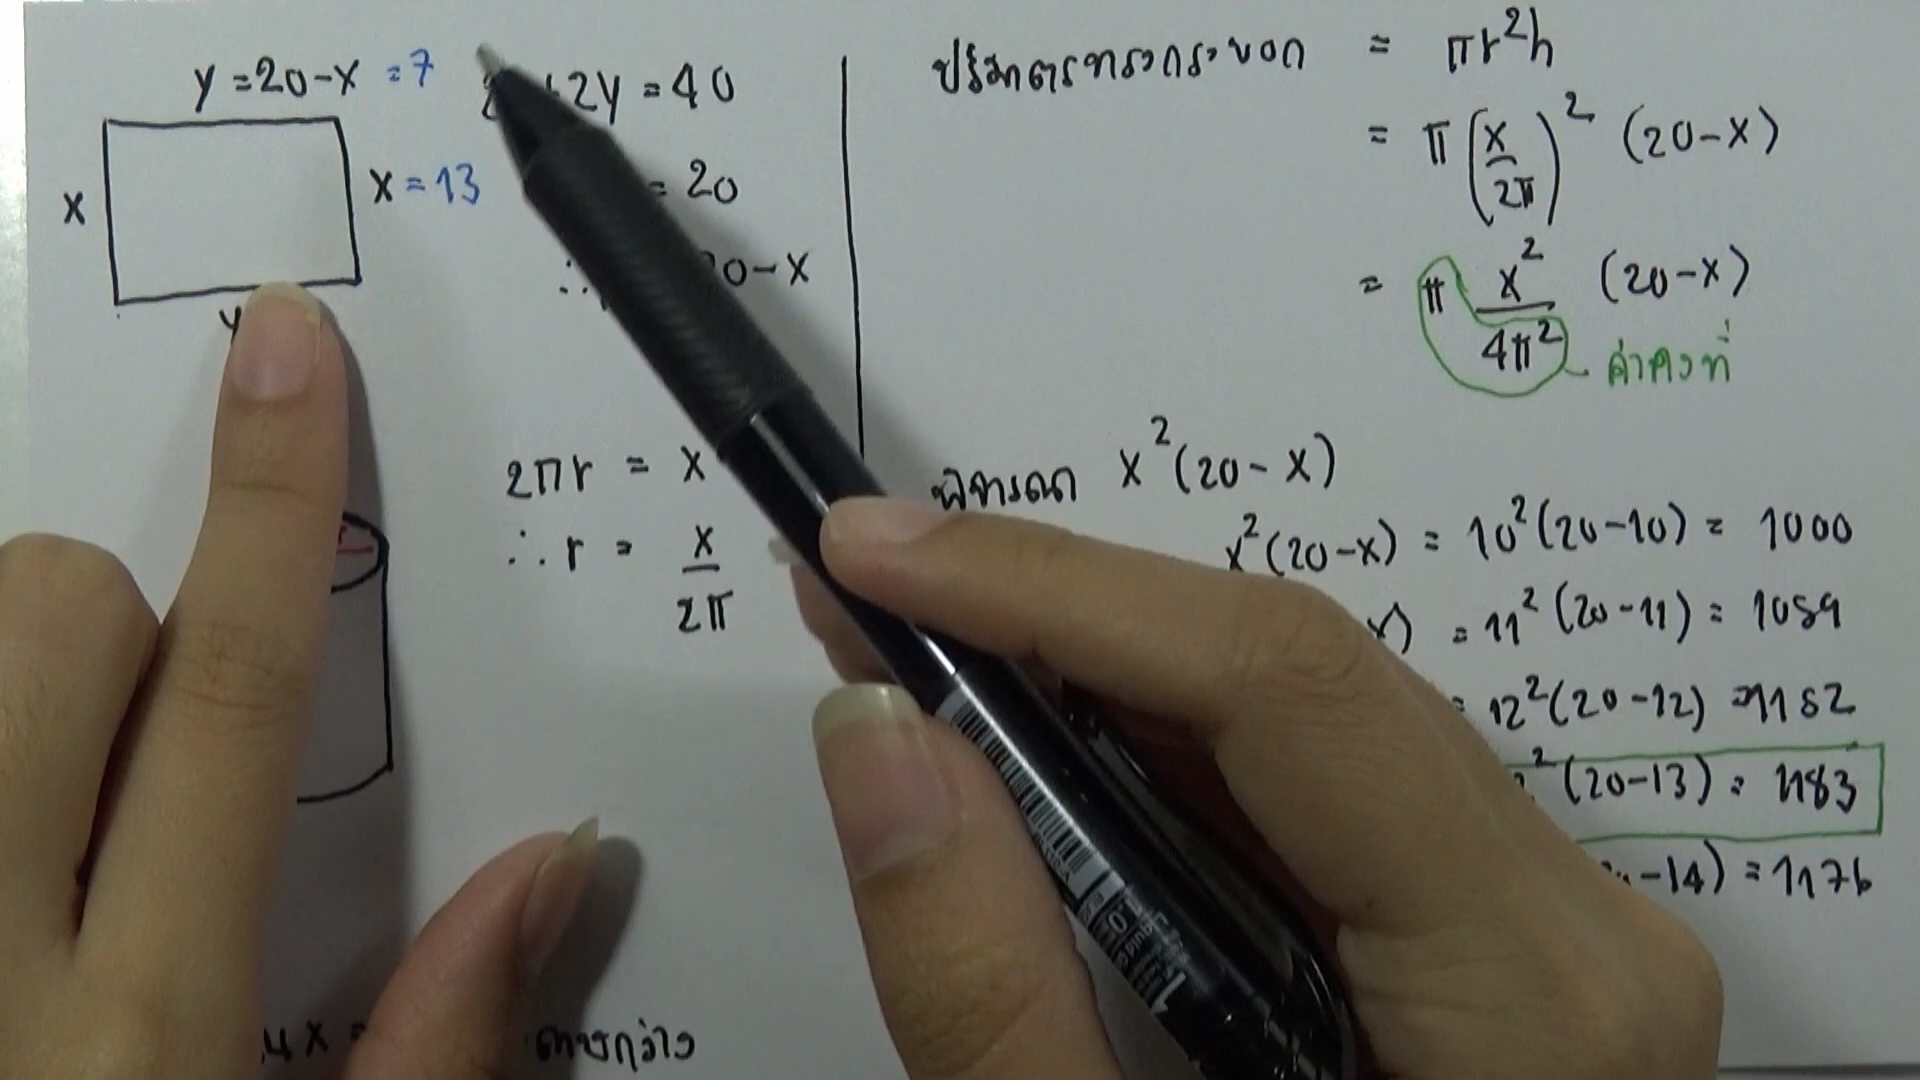 y = 20 - x = 7
x
x = 13
2y = 40
= 20
0 - x
2πr = x
∴ r = x/2π
ปริมาตรทรงกระบอก = πr²h
= π(x/2π)² (20-x)
= π x²/4π² (20-x)
ค่าคงที่
พิจารณา x²(20-x)
x²(20-x) = 10²(20-10) = 1000
x) = 11²(20-11) = 1089
= 12²(20-12) = 1152
²(20-13) = 1183
-14) = 1176
x =